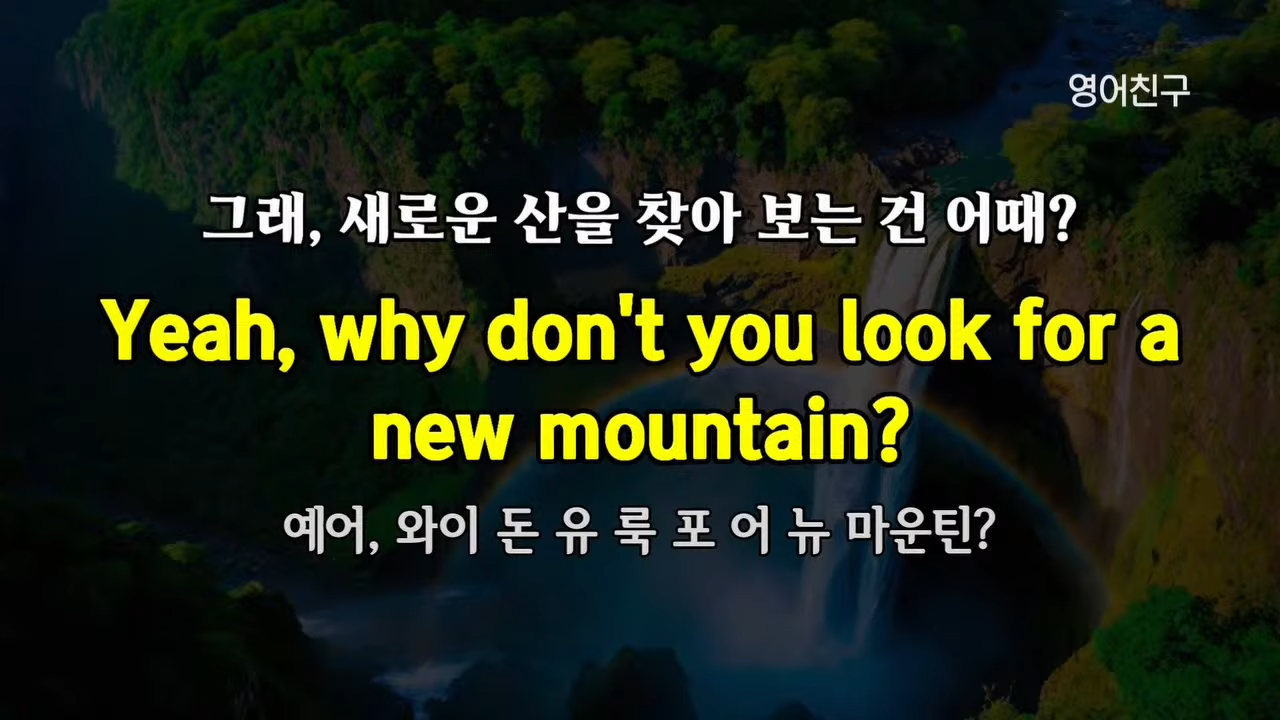 영어친구
그래, 새로운 산을 찾아 보는 건 어때?
Yeah, why don't you look for a
new mountain?
예어, 와이 돈 유 룩 포 어 뉴 마운틴?